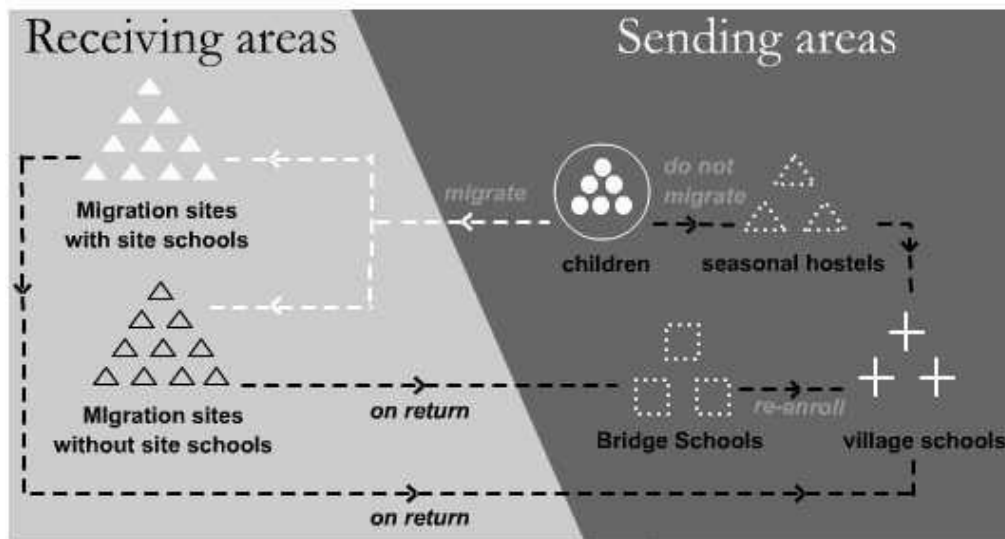 Receiving areas
Sending areas
migrate
do not
migrate
Migration sites
with site schools
children
seasonal hostels
MIgration sites
without site schools
on return
Bridge Schools
re-enroll
village schools
on return